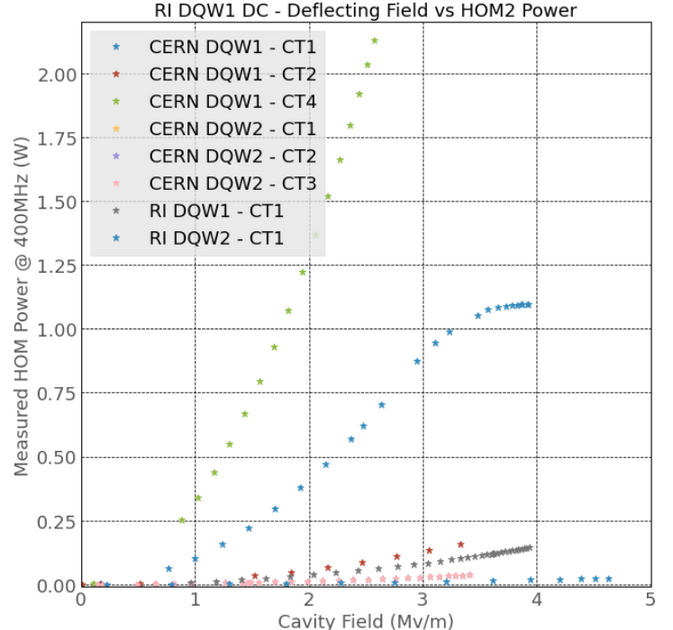 RI DQW1 DC - Deflecting Field vs HOM2 Power
CERN DQW1 - CT1
CERN DQW1 - CT2
CERN DQW1 - CT4
CERN DQW2 - CT1
CERN DQW2 - CT2
CERN DQW2 - CT3
RI DQW1 - CT1
RI DQW2 - CT1
Measured HOM Power @ 400MHz (W)
2.00
1.75
1.50
1.25
1.00
0.75
0.50
0.25
0.00
0 1 2 3 4 5
Cavity Field (Mv/m)